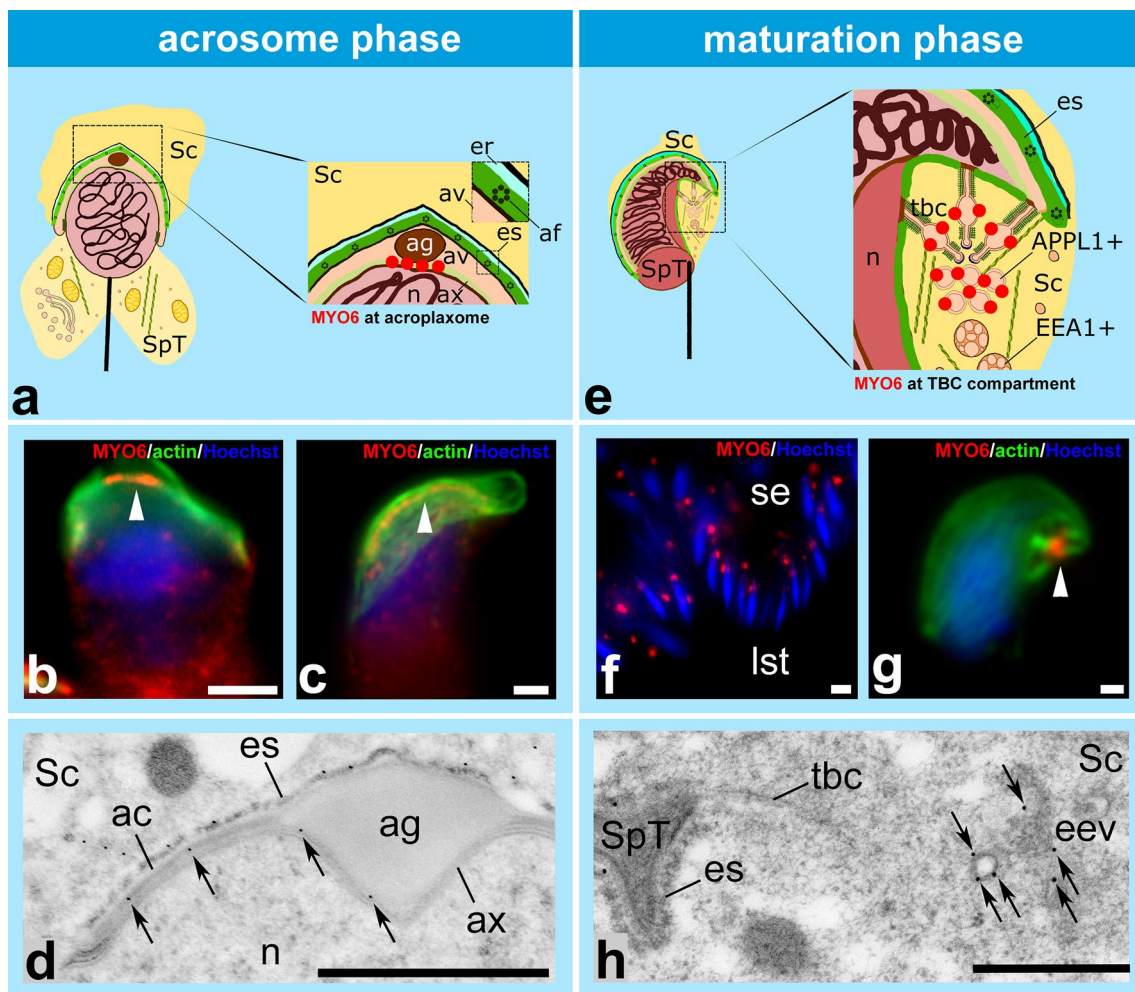 acrosome phase
Sc
SpT
Sc
er
av
af
es
ag
av
n
ax
MYO6 at acroplaxome
a
maturation phase
Sc
SpT
es
tbc
APPL1+
n
Sc
EEA1+
MYO6 at TBC compartment
e
MYO6/actin/Hoechst
b
MYO6/actin/Hoechst
c
MYO6/Hoechst
se
lst
f
MYO6/actin/Hoechst
g
Sc
es
ac
ag
ax
n
d
Sc
tbc
SpT
eev
es
h